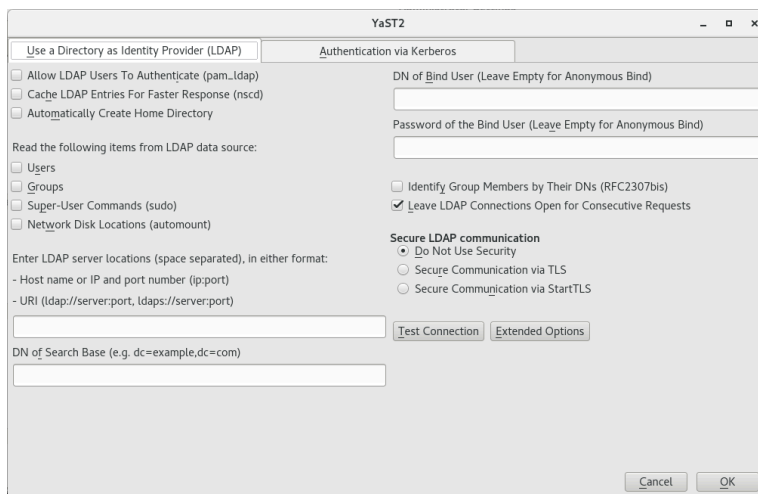 YaST2
Use a Directory as Identity Provider (LDAP)
Authentication via Kerberos
Allow LDAP Users To Authenticate (pam_ldap)
Cache LDAP Entries For Faster Response (nscd)
Automatically Create Home Directory
Read the following items from LDAP data source:
Users
Groups
Super-User Commands (sudo)
Network Disk Locations (automount)
Enter LDAP server locations (space separated), in either format:
- Host name or IP and port number (ip:port)
- URI (ldap://server:port, ldaps://server:port)
DN of Search Base (e.g. dc=example,dc=com)
DN of Bind User (Leave Empty for Anonymous Bind)
Password of the Bind User (Leave Empty for Anonymous Bind)
Identify Group Members by Their DNs (RFC2307bis)
Leave LDAP Connections Open for Consecutive Requests
Secure LDAP communication
Do Not Use Security
Secure Communication via TLS
Secure Communication via StartTLS
Test Connection
Extended Options
Cancel
OK